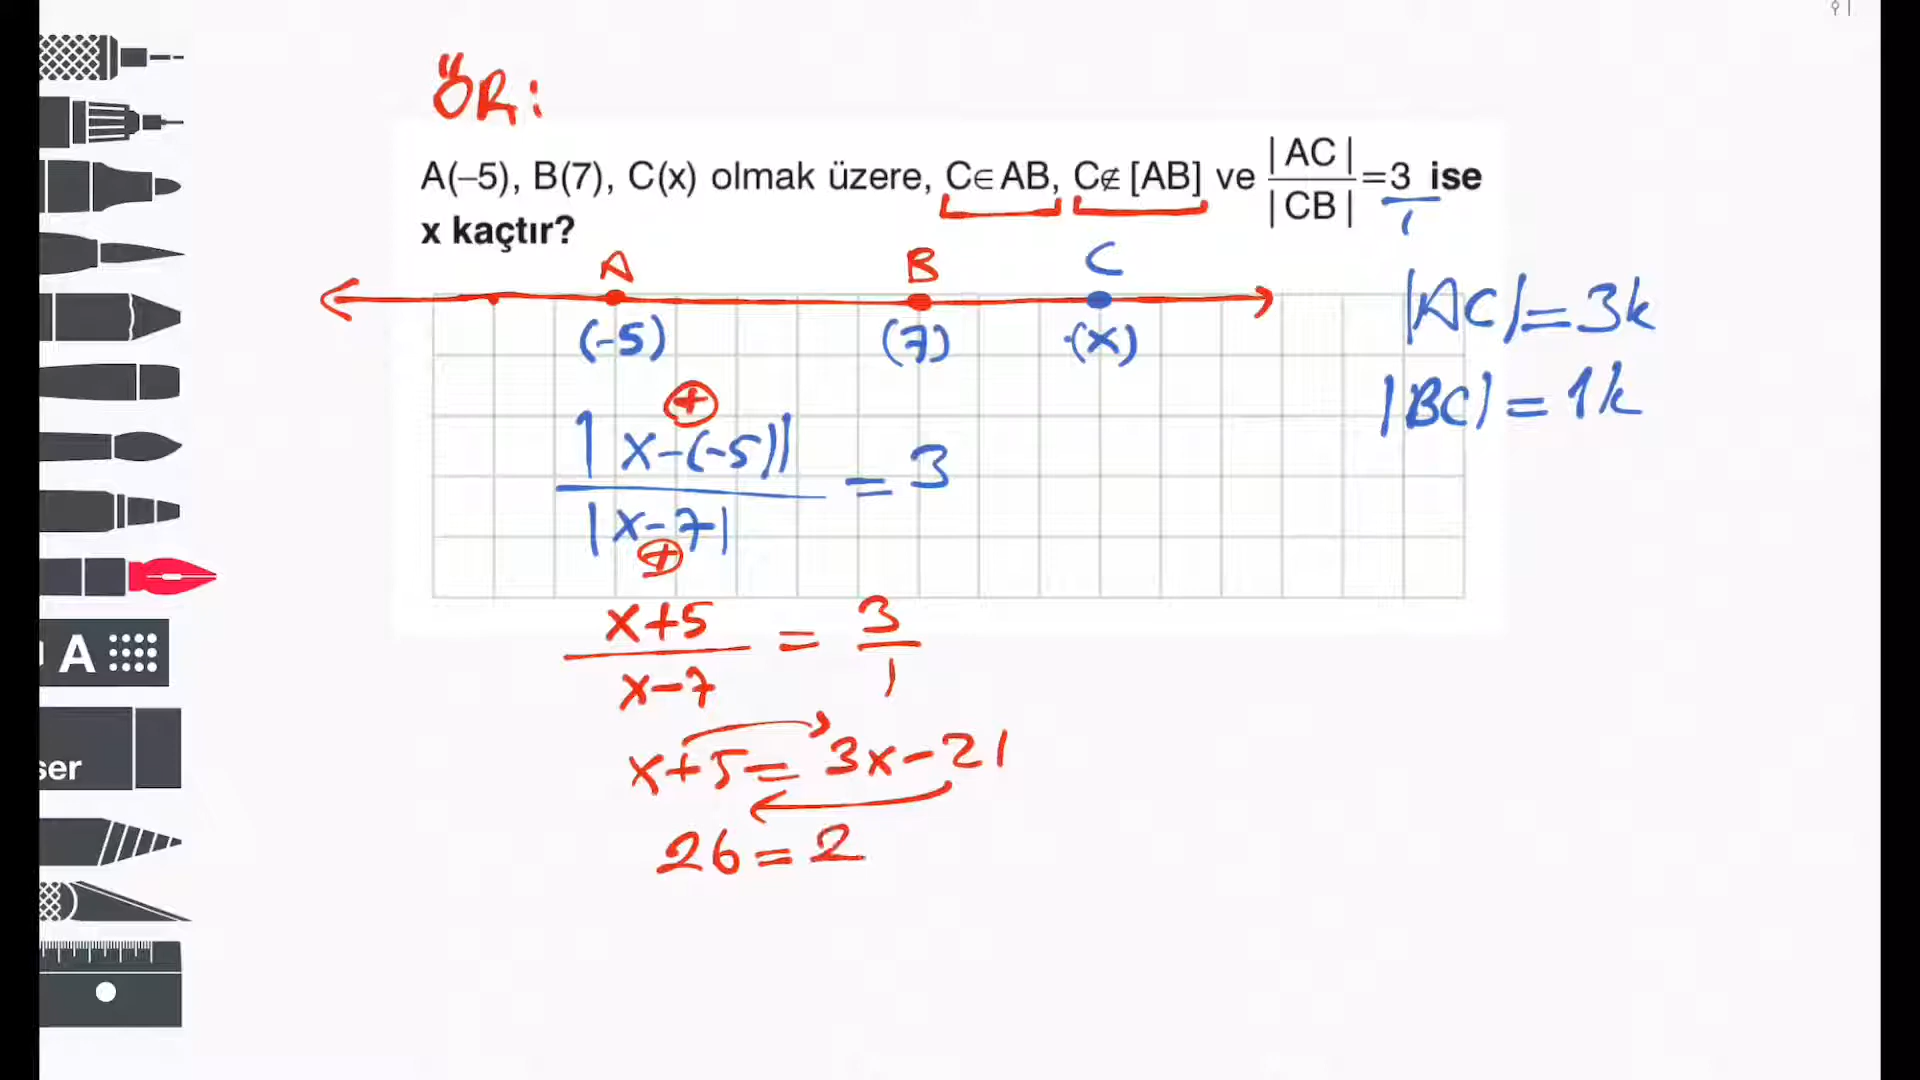 ÖR:
A(–5), B(7), C(x) olmak üzere, C∈ AB, C∉ [AB] ve |AC|/|CB| = 3 ise
1
x kaçtır?
A B C
(-5) (7) (x)
|AC| = 3k
|BC| = 1k
+
|x-(-5)|/|x-7| = 3
+
x+5/x-7 = 3/1
x+5 = 3x-21
26 = 2
A
ser